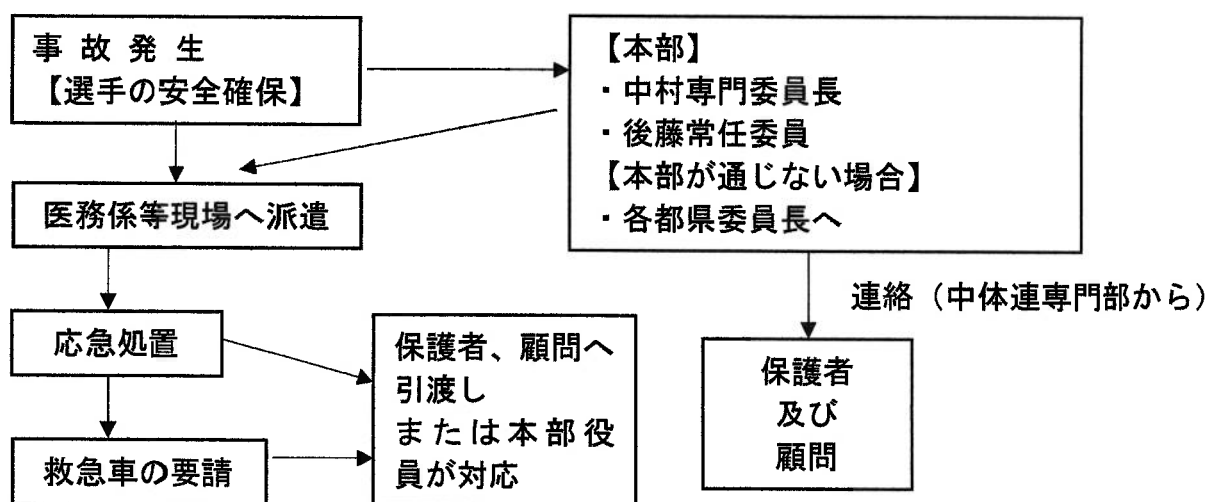 事 故 発 生
【選手の安全確保】
【本部】
・中村専門委員長
・後藤常任委員
【本部が通じない場合】
・各都県委員長へ
医務係等現場へ派遣
連絡（中体連専門部から）
応急処置
保護者、顧問へ
引渡し
または本部役
員が対応
保護者
及び
顧問
救急車の要請